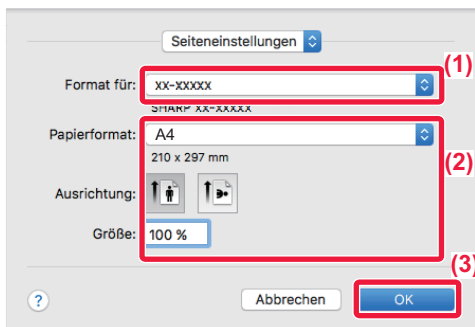 Seiteneinstellungen
(1)
Format für: xx-xxxxx
SHARP xx-xxxxx
Papierformat: A4
210 x 297 mm
(2)
Ausrichtung:
Größe: 100 %
(3)
? Abbrechen OK